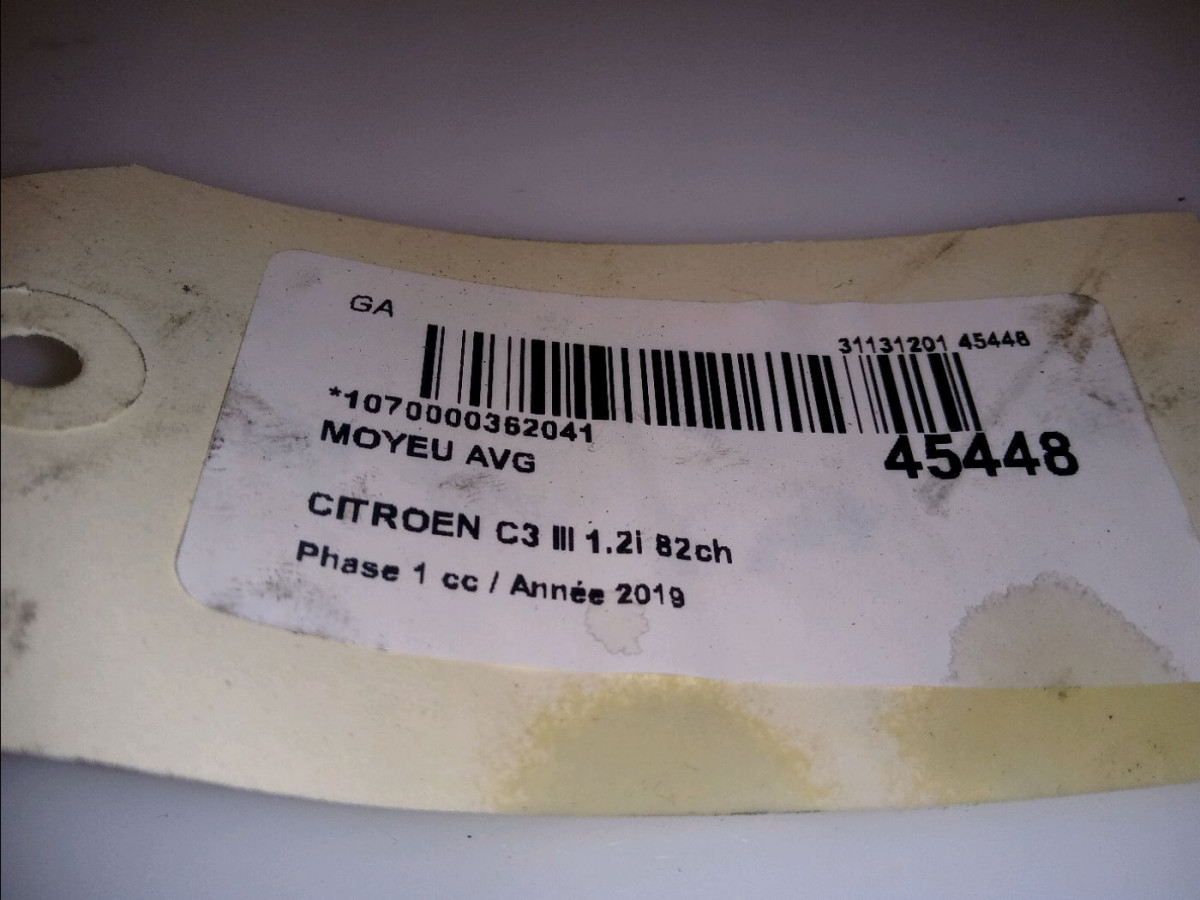 GA
31131201 45448
*1070000362041
45448
MOYEU AVG
CITROEN C3 III 1.2i 82ch
Phase 1 cc / Année 2019